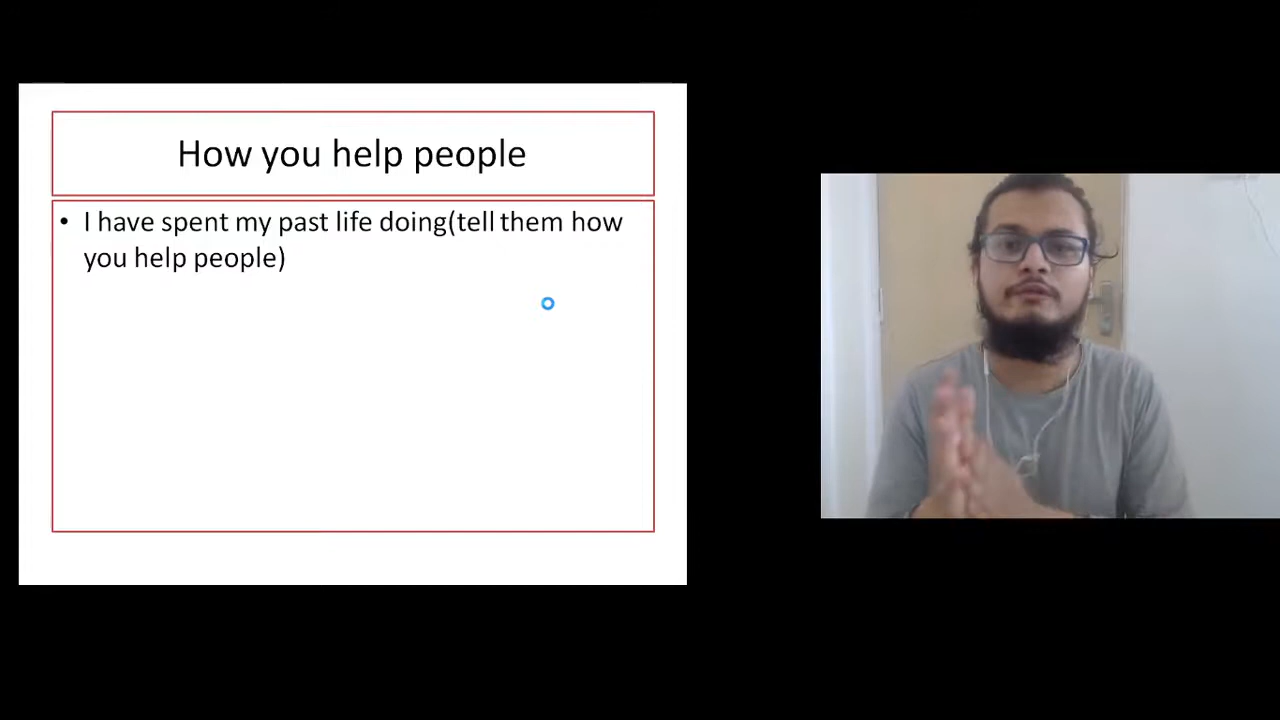 How you help people
• I have spent my past life doing(tell them how
you help people)